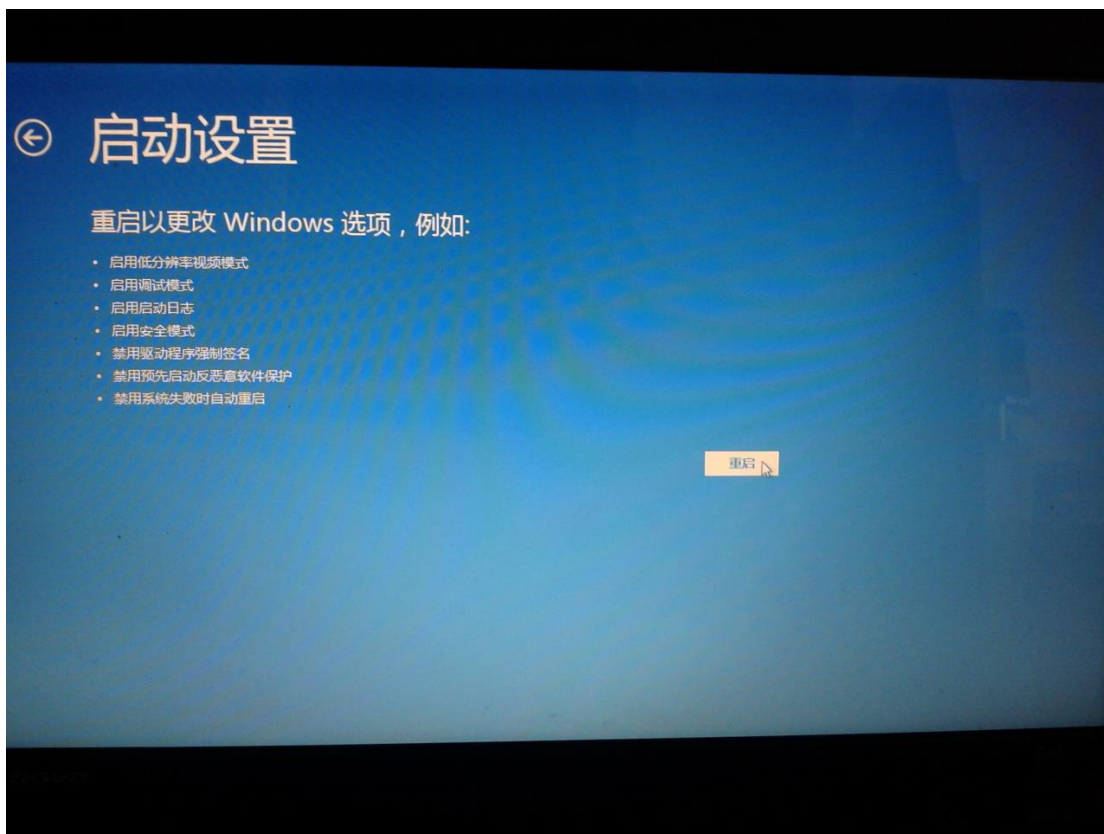 启动设置
重启以更改 Windows 选项，例如:
• 启用低分辨率视频模式
• 启用调试模式
• 启用启动日志
• 启用安全模式
• 禁用驱动程序强制签名
• 禁用预先启动反恶意软件保护
• 禁用系统失败时自动重启
重启